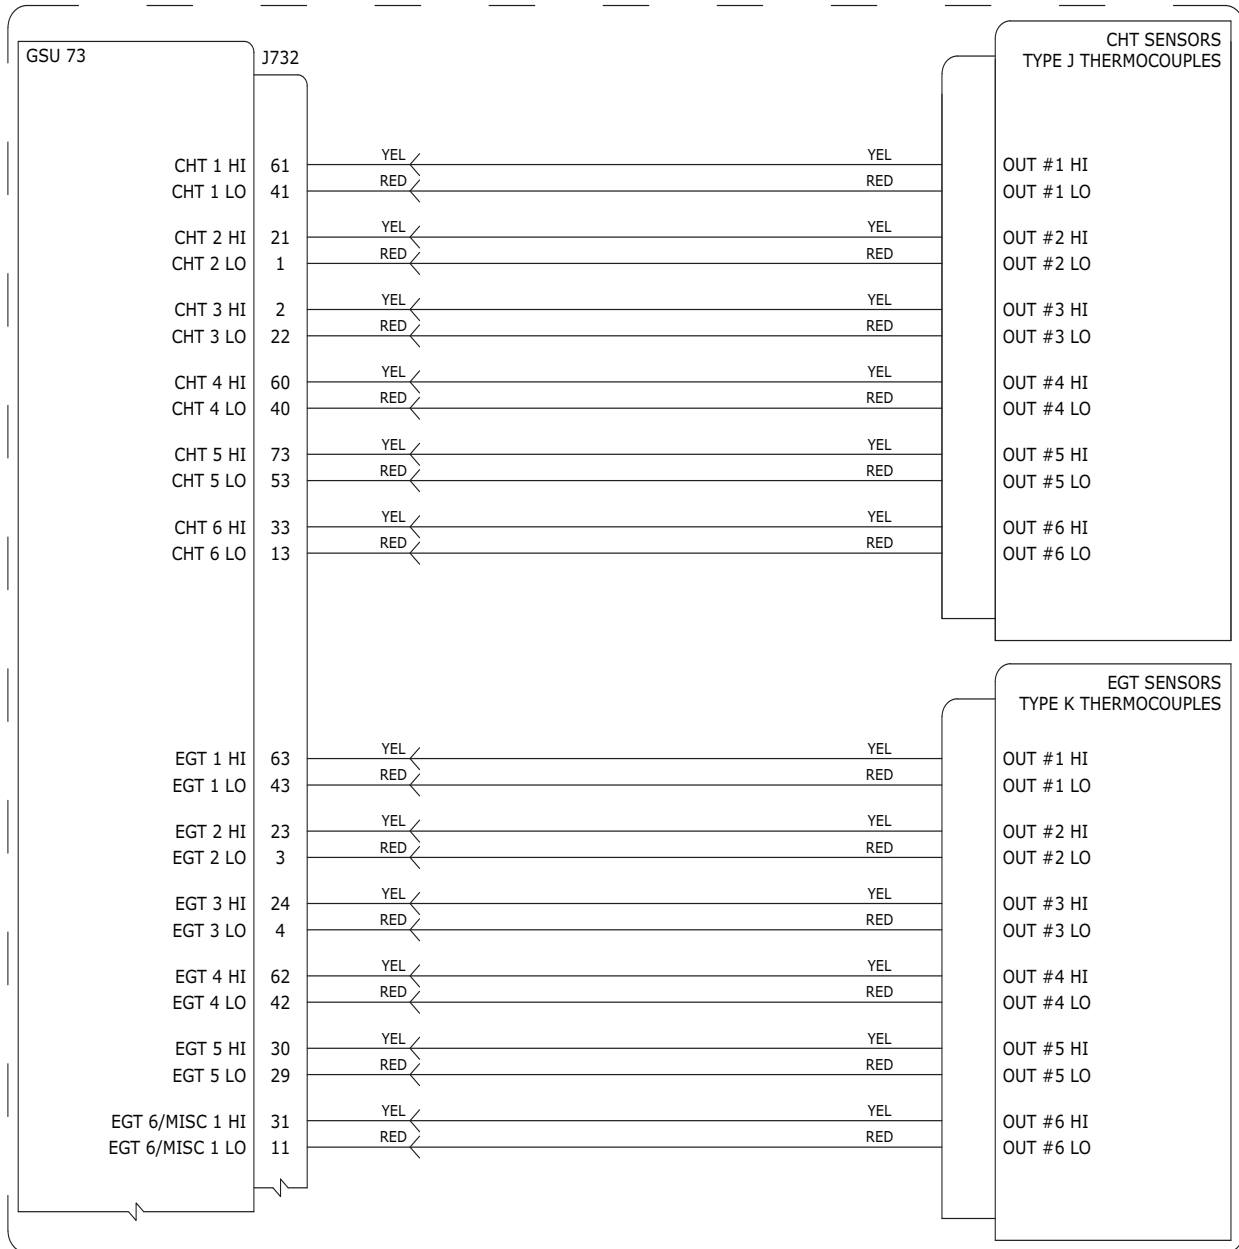 GSU 73
J732
CHT SENSORS
TYPE J THERMOCOUPLES
CHT 1 HI 61 YEL YEL OUT #1 HI
CHT 1 LO 41 RED RED OUT #1 LO
CHT 2 HI 21 YEL YEL OUT #2 HI
CHT 2 LO 1 RED RED OUT #2 LO
CHT 3 HI 2 YEL YEL OUT #3 HI
CHT 3 LO 22 RED RED OUT #3 LO
CHT 4 HI 60 YEL YEL OUT #4 HI
CHT 4 LO 40 RED RED OUT #4 LO
CHT 5 HI 73 YEL YEL OUT #5 HI
CHT 5 LO 53 RED RED OUT #5 LO
CHT 6 HI 33 YEL YEL OUT #6 HI
CHT 6 LO 13 RED RED OUT #6 LO
EGT SENSORS
TYPE K THERMOCOUPLES
EGT 1 HI 63 YEL YEL OUT #1 HI
EGT 1 LO 43 RED RED OUT #1 LO
EGT 2 HI 23 YEL YEL OUT #2 HI
EGT 2 LO 3 RED RED OUT #2 LO
EGT 3 HI 24 YEL YEL OUT #3 HI
EGT 3 LO 4 RED RED OUT #3 LO
EGT 4 HI 62 YEL YEL OUT #4 HI
EGT 4 LO 42 RED RED OUT #4 LO
EGT 5 HI 30 YEL YEL OUT #5 HI
EGT 5 LO 29 RED RED OUT #5 LO
EGT 6/MISC 1 HI 31 YEL YEL OUT #6 HI
EGT 6/MISC 1 LO 11 RED RED OUT #6 LO